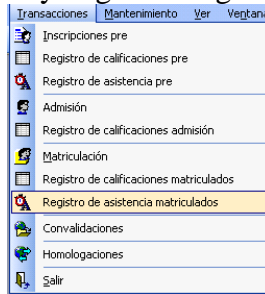 Transacciones Mantenimiento Ver Ventana
Inscripciones pre
Registro de calificaciones pre
Registro de asistencia pre
Admisión
Registro de calificaciones admisión
Matriculación
Registro de calificaciones matriculados
Registro de asistencia matriculados
Convalidaciones
Homologaciones
Salir